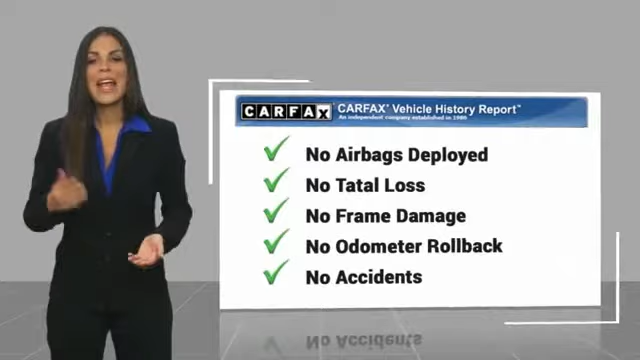 CARFAX CARFAX Vehicle History Report™
An independent company established in 1986
No Airbags Deployed
No Tatal Loss
No Frame Damage
No Odometer Rollback
No Accidents